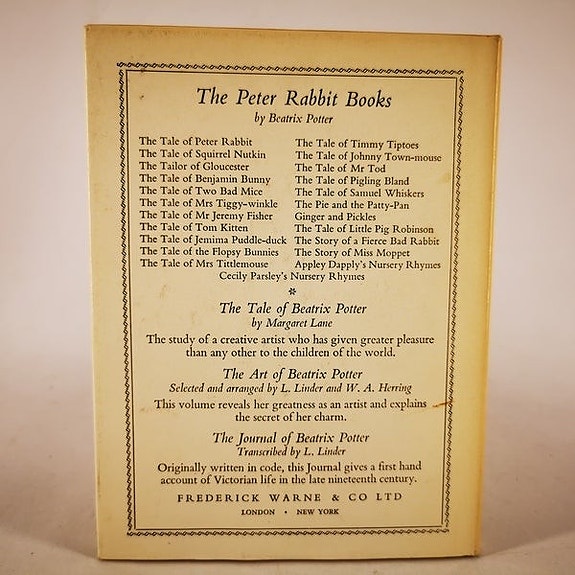 The Peter Rabbit Books
by Beatrix Potter
The Tale of Peter Rabbit
The Tale of Squirrel Nutkin
The Tailor of Gloucester
The Tale of Benjamin Bunny
The Tale of Two Bad Mice
The Tale of Mrs Tiggy-winkle
The Tale of Mr Jeremy Fisher
The Tale of Tom Kitten
The Tale of Jemima Puddle-duck
The Tale of the Flopsy Bunnies
The Tale of Mrs Tittlemouse
The Tale of Timmy Tiptoes
The Tale of Johnny Town-mouse
The Tale of Mr Tod
The Tale of Pigling Bland
The Tale of Samuel Whiskers
The Pie and the Patty-Pan
Ginger and Pickles
The Tale of Little Pig Robinson
The Story of a Fierce Bad Rabbit
The Story of Miss Moppet
Appley Dapply's Nursery Rhymes
Cecily Parsley's Nursery Rhymes
*
The Tale of Beatrix Potter
by Margaret Lane
The study of a creative artist who has given greater pleasure
than any other to the children of the world.
The Art of Beatrix Potter
Selected and arranged by L. Linder and W. A. Herring
This volume reveals her greatness as an artist and explains
the secret of her charm.
The Journal of Beatrix Potter
Transcribed by L. Linder
Originally written in code, this Journal gives a first hand
account of Victorian life in the late nineteenth century.
FREDERICK WARNE & CO LTD
LONDON • NEW YORK